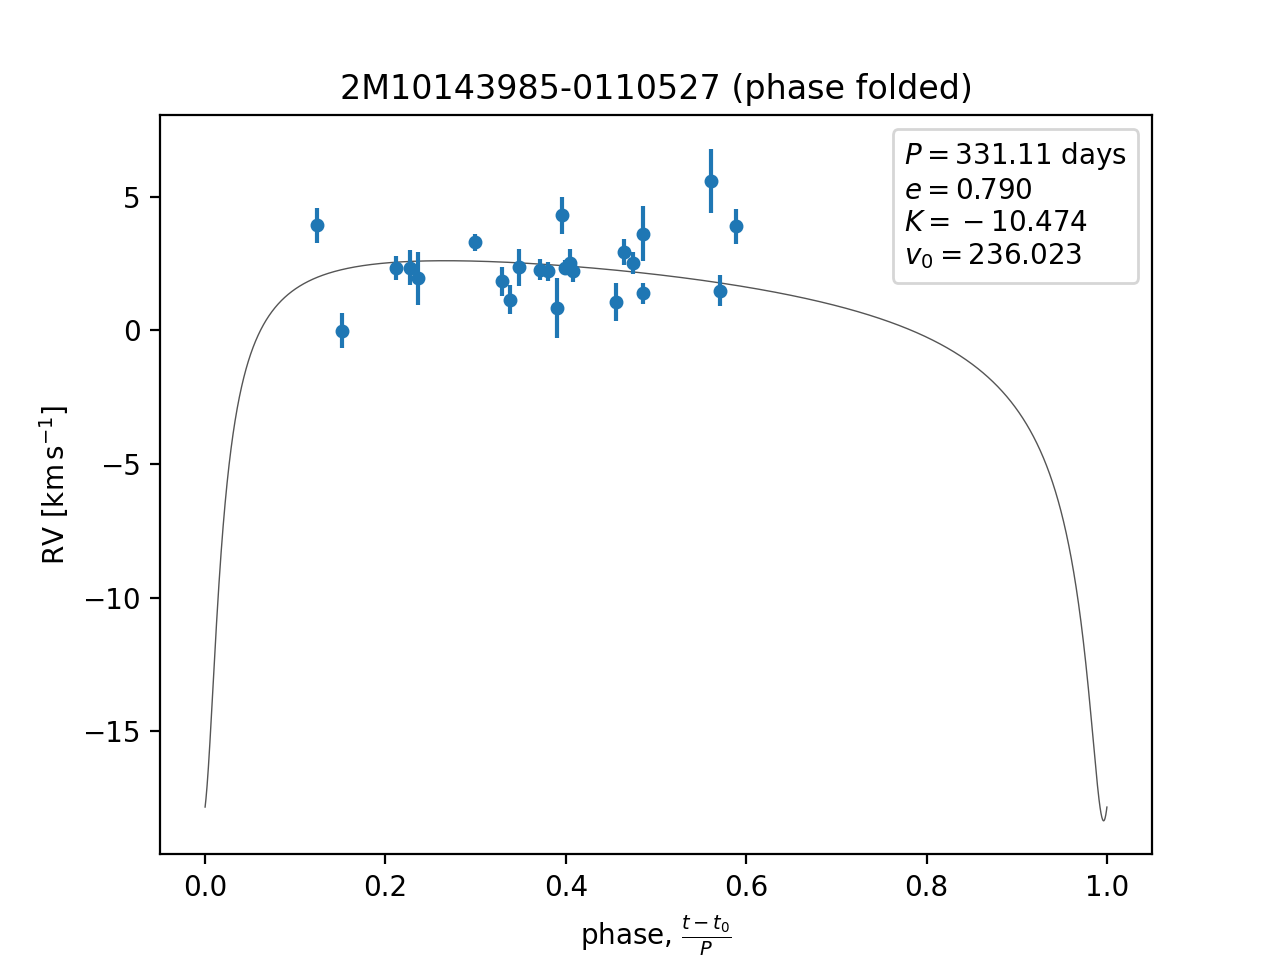 2M10143985-0110527 (phase folded)
P = 331.11 days
e = 0.790
K = −10.474
v₀ = 236.023
RV [km s⁻¹]
5
0
−5
−10
−15
0.0 0.2 0.4 0.6 0.8 1.0
phase, (t − t₀)/P